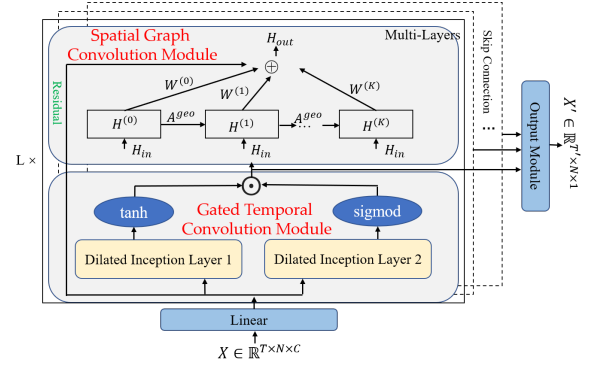 Spatial Graph
Convolution Module
Multi-Layers
H_out
⊕
W^(0)
W^(1)
W^(K)
Residual
Skip Connection
H^(0)
A^geo
H^(1)
A^geo
...
H^(K)
H_in
H_in
H_in
L ×
...
Output Module
X′ ∈ ℝ^{T′×N×1}
tanh
sigmod
Gated Temporal
Convolution Module
Dilated Inception Layer 1
Dilated Inception Layer 2
Linear
X ∈ ℝ^{T×N×C}